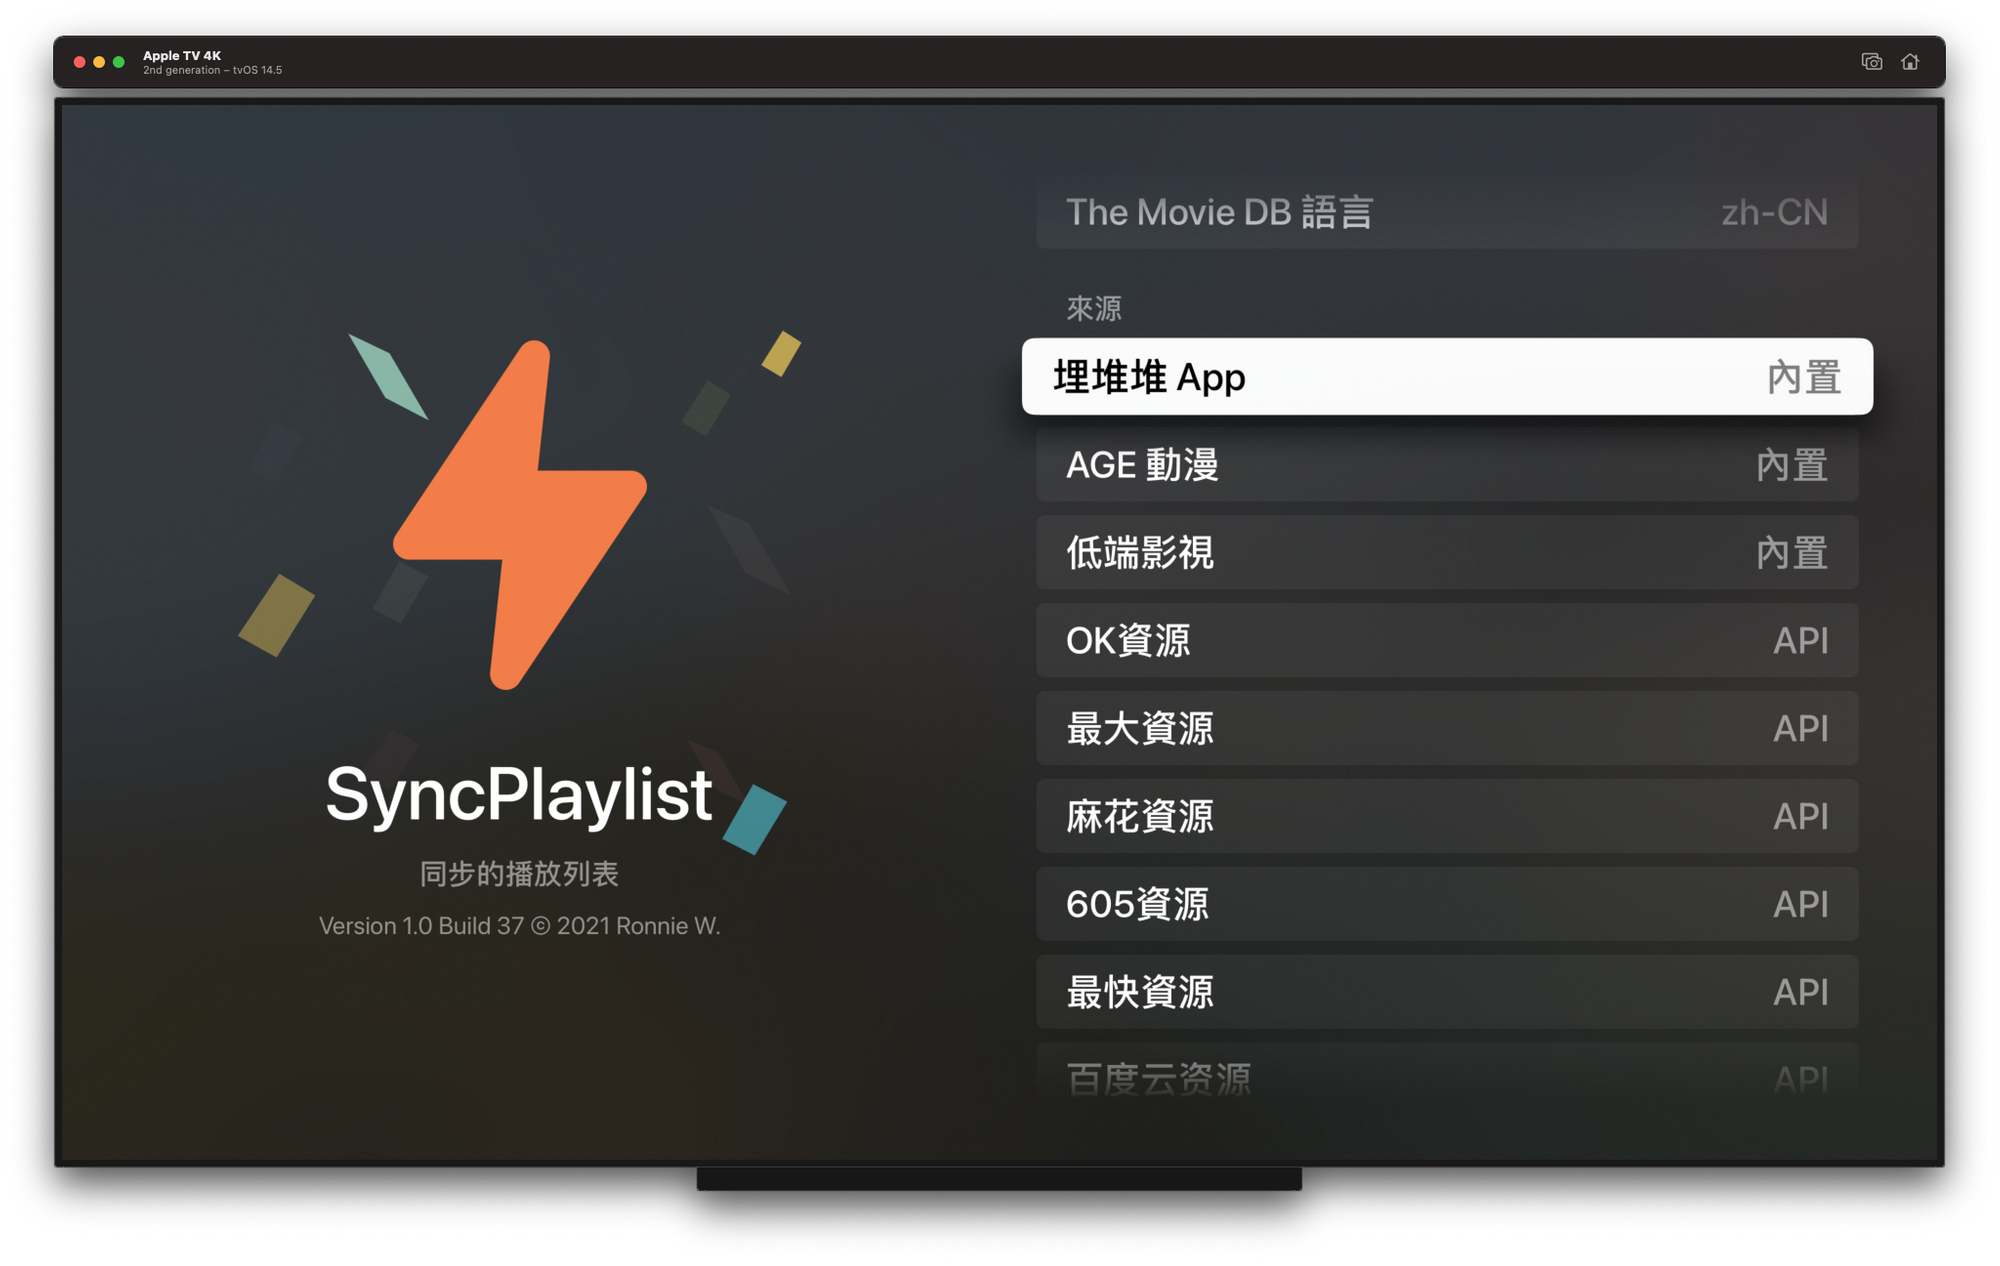 Apple TV 4K
2nd generation – tvOS 14.5
SyncPlaylist
同步的播放列表
Version 1.0 Build 37 © 2021 Ronnie W.
The Movie DB 語言 zh-CN
來源
埋堆堆 App 內置
AGE 動漫 內置
低端影視 內置
OK資源 API
最大資源 API
麻花資源 API
605資源 API
最快資源 API
百度云资源 API